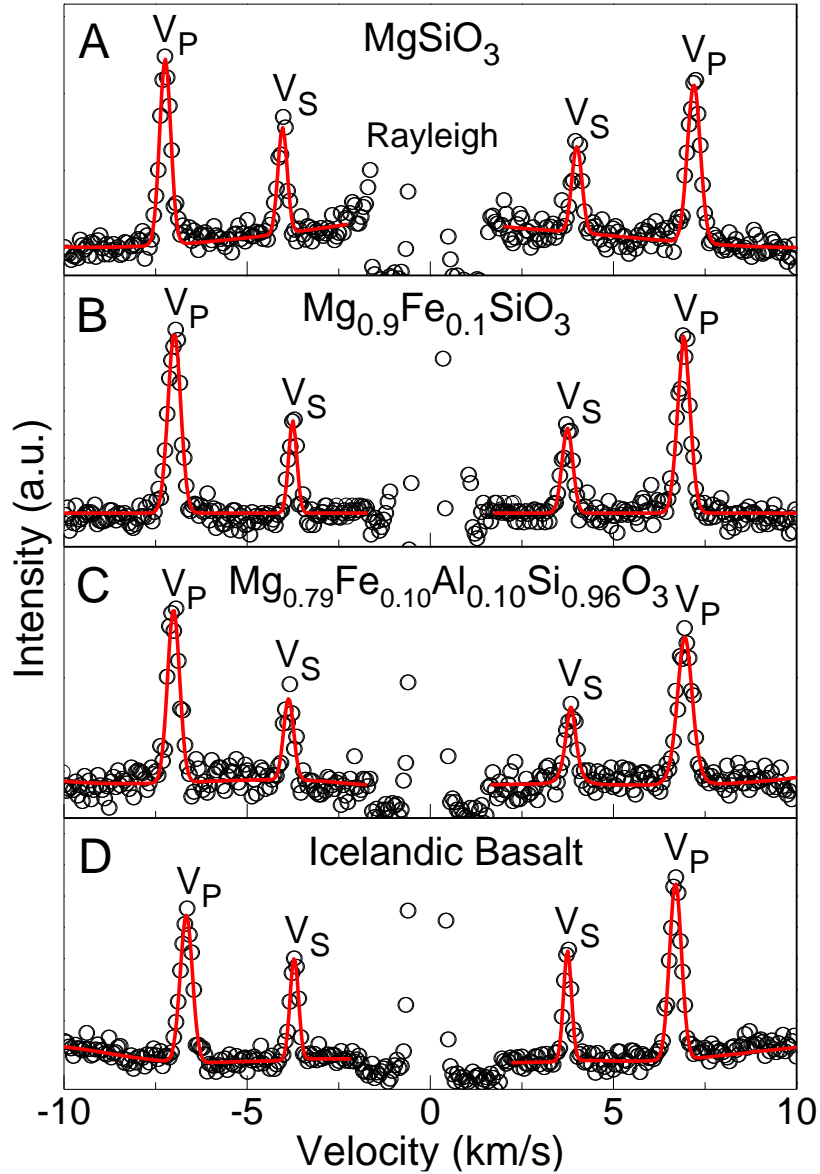 A
V_P
MgSiO_3
V_P
V_S
V_S
Rayleigh
B
V_P
Mg_0.9Fe_0.1SiO_3
V_P
V_S
V_S
C
V_P
Mg_0.79Fe_0.10Al_0.10Si_0.96O_3
V_P
V_S
V_S
D
V_P
Icelandic Basalt
V_P
V_S
V_S
Intensity (a.u.)
-10 -5 0 5 10
Velocity (km/s)